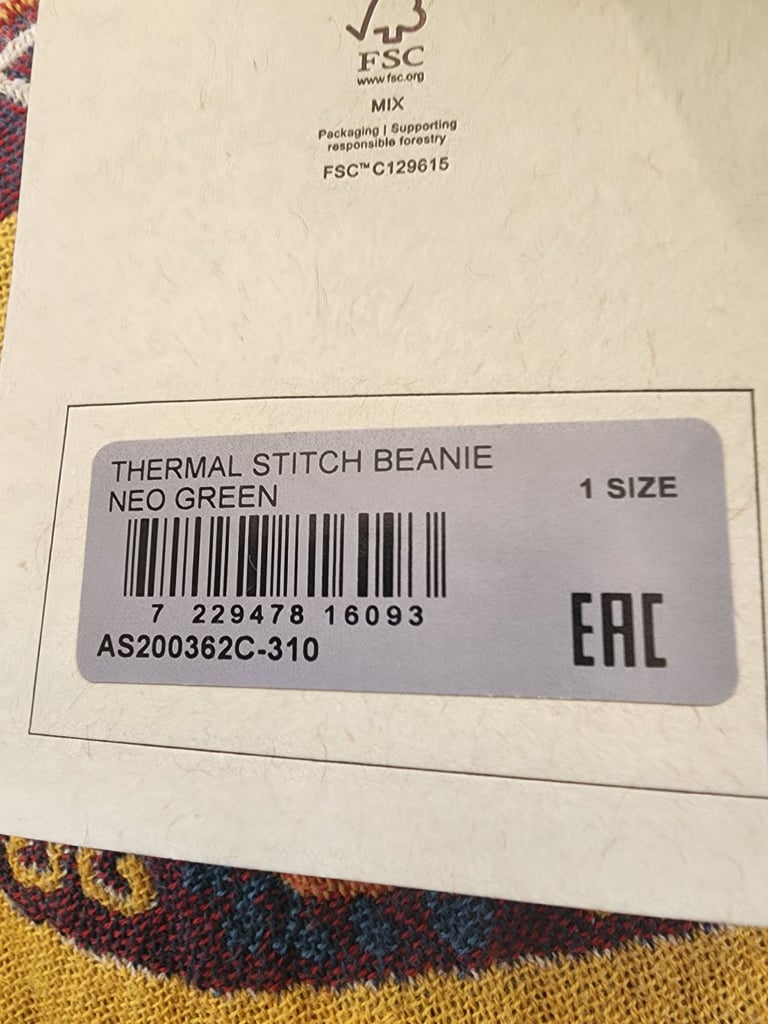 FSC
www.fsc.org
MIX
Packaging | Supporting
responsible forestry
FSC™ C129615
THERMAL STITCH BEANIE
NEO GREEN
1 SIZE
7 229478 16093
AS200362C-310
EAC